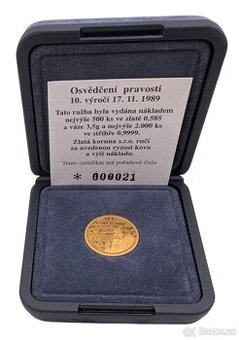 Osvědčení pravosti
10. výročí 17. 11. 1989
Tato ražba byla vydána nákladem
nejvýše 500 ks ve zlatě 0,585
a váze 3,5g a nejvýše 2.000 ks
ve stříbře 0,9999.
Zlatá koruna s.r.o. ručí
za uvedenou ryzost kovu
a výši nákladu.
Tento certifikát má pořadové číslo
* 000021
Bazoš.cz